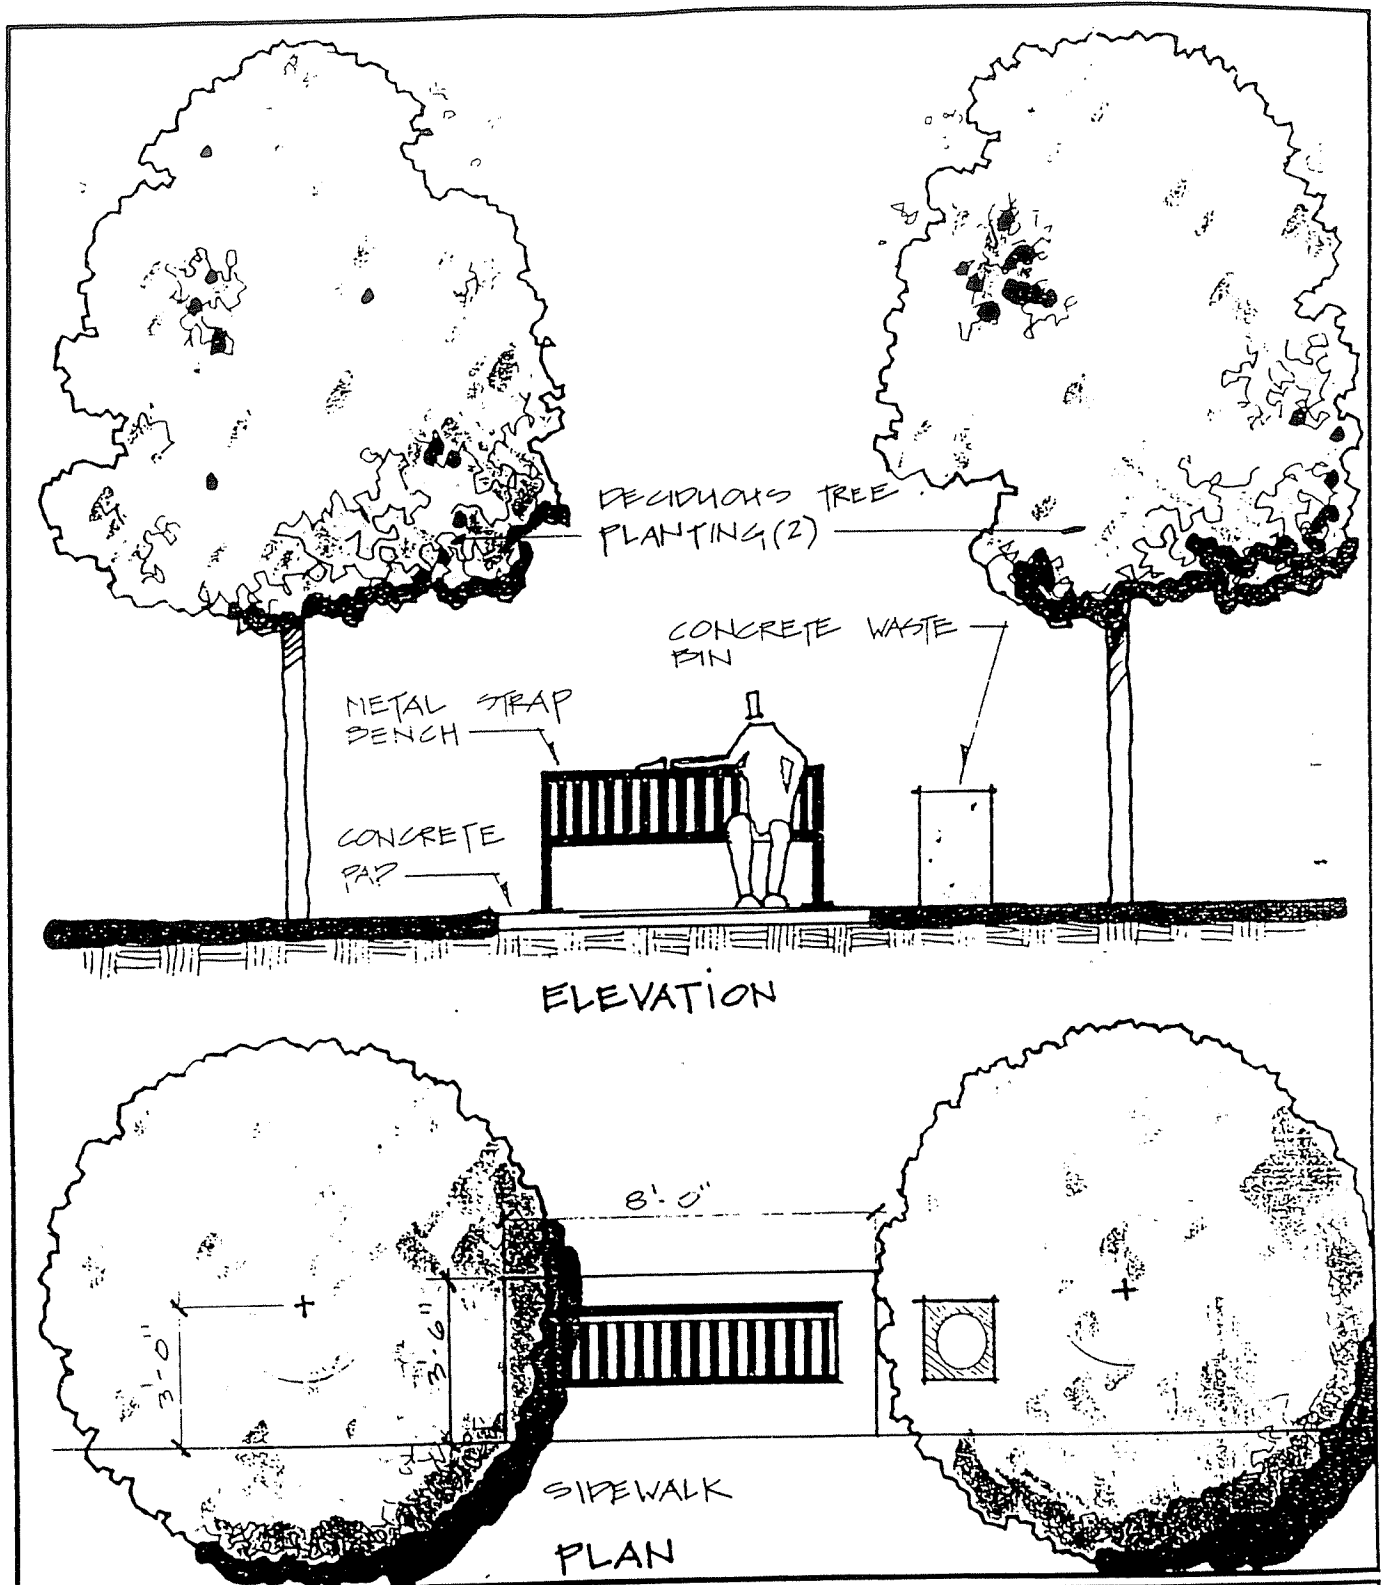 DECIDUOUS TREE
PLANTING (2)
CONCRETE WASTE
BIN
METAL STRAP
BENCH
CONCRETE
PAD
ELEVATION
8'-0"
3'-0"
3'-6"
SIDEWALK
PLAN